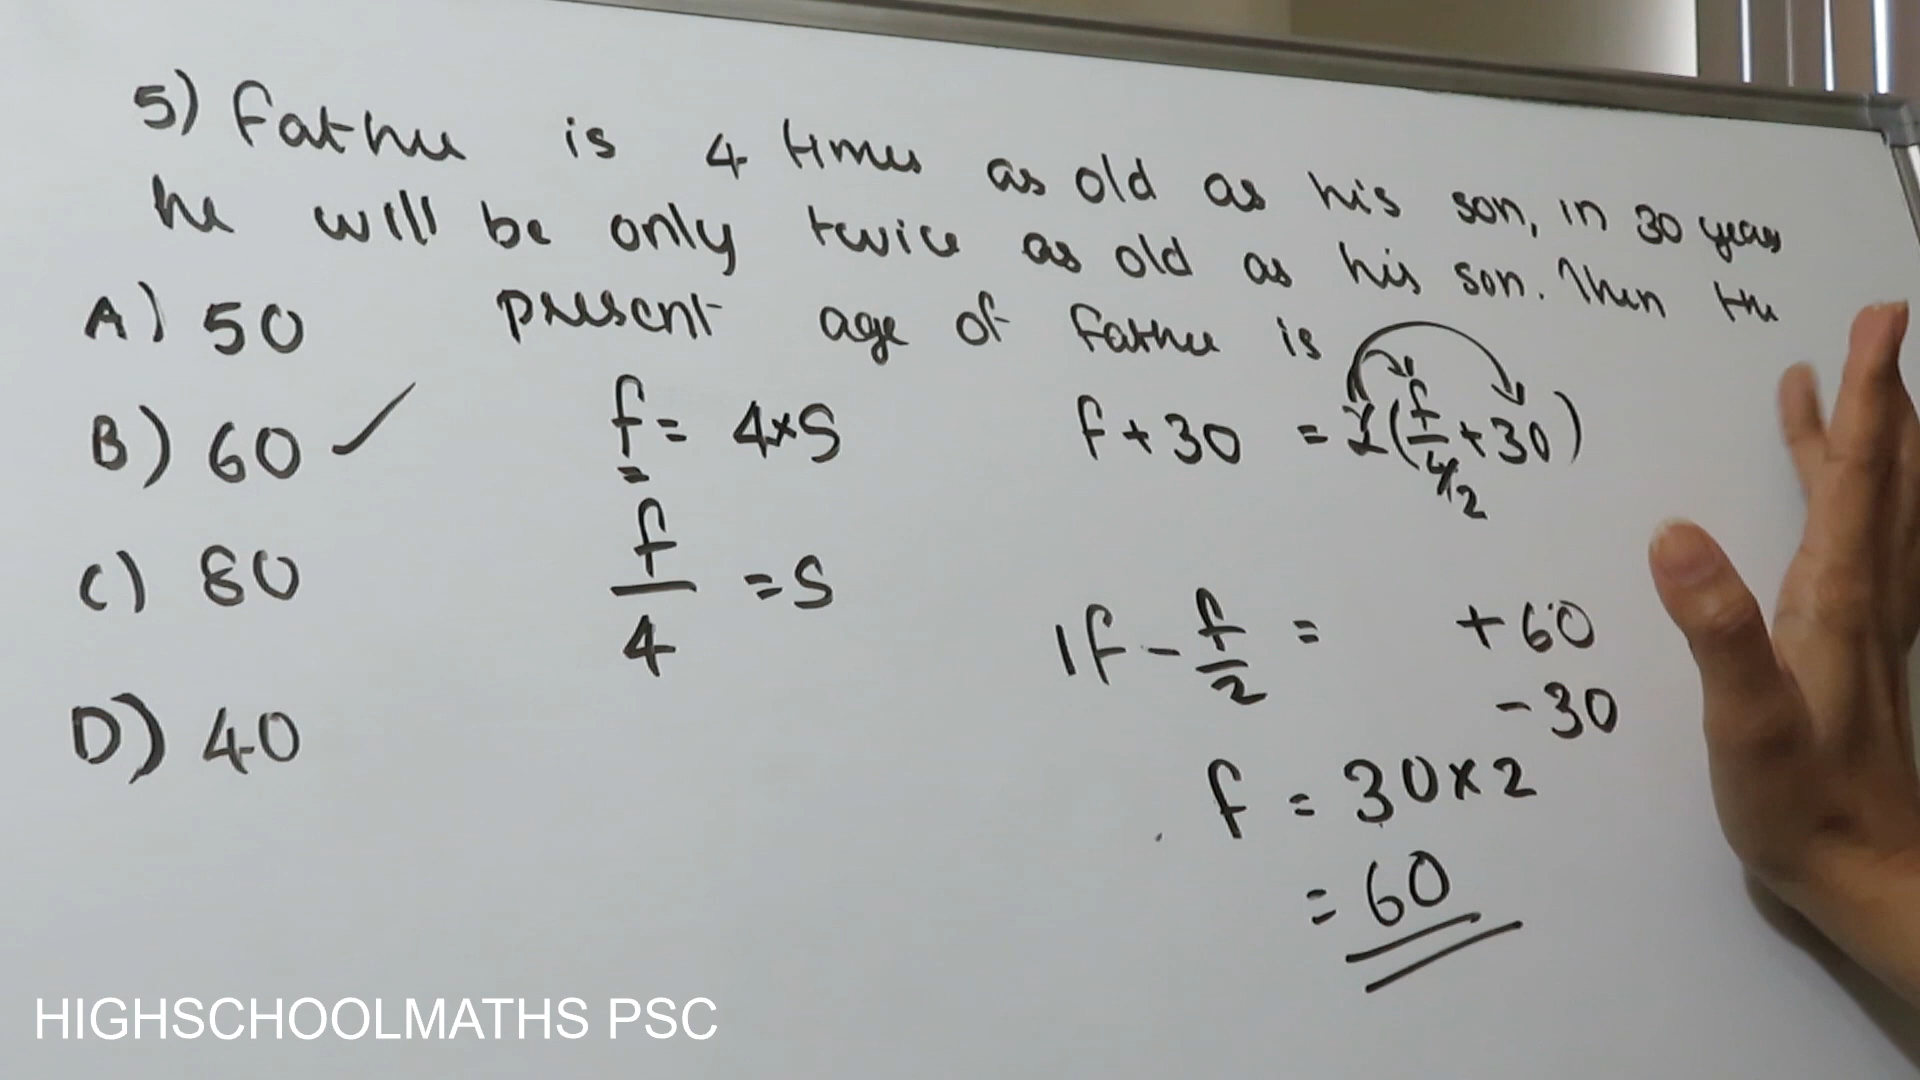 5) Father is 4 times as old as his son, in 30 years
he will be only twice as old as his son. Then the
present age of Father is
A) 50
B) 60 ✓
C) 80
D) 40
f = 4×S
f/4 = S
f + 30 = 2(f/4 + 30)
2
1f - f/2 = + 60
- 30
f = 30×2
= 60
HIGHSCHOOLMATHS PSC